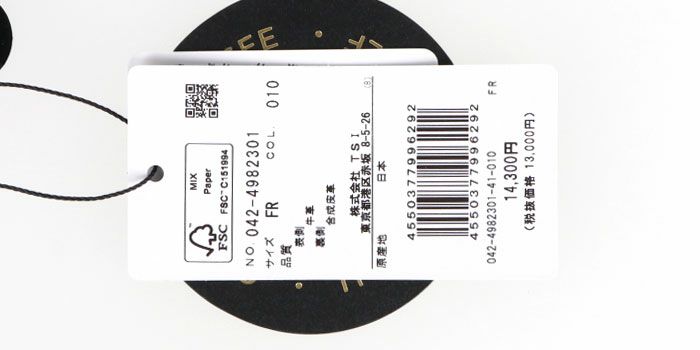 MIX
Paper
FSC™ C151994
FSC
NO. 042-4982301
COL. 010
サイズ FR
品質
表側
牛革
裏側
合成皮革
株式会社 TSI
東京都港区赤坂 8-5-26
(8)
原産地 日本
4550377996292
4550377996292
FR
042-4982301-41-010
14,300円
(税抜価格 13,000円)